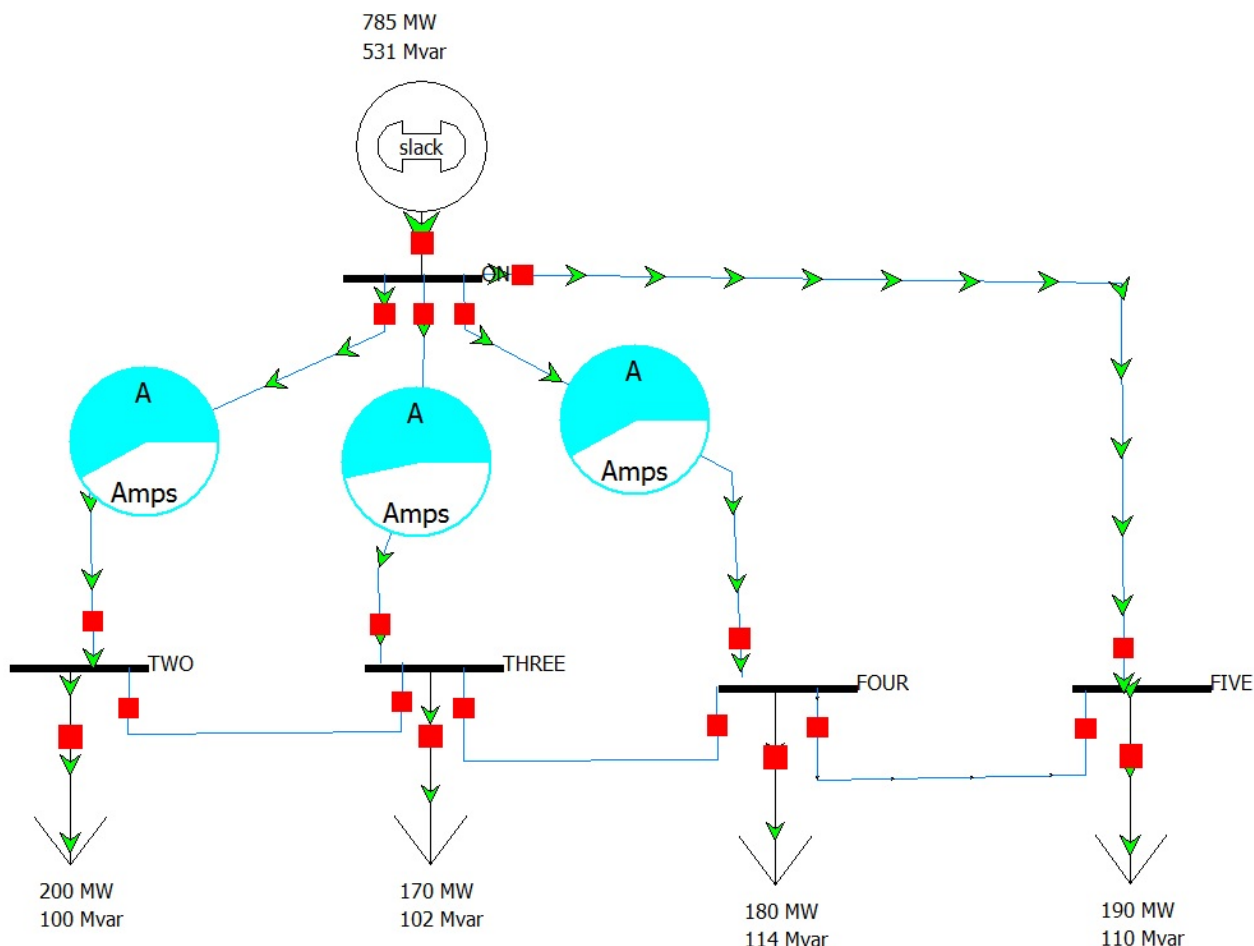 785 MW
531 Mvar
slack
ON
A
Amps
A
Amps
A
Amps
TWO
THREE
FOUR
FIVE
200 MW
100 Mvar
170 MW
102 Mvar
180 MW
114 Mvar
190 MW
110 Mvar